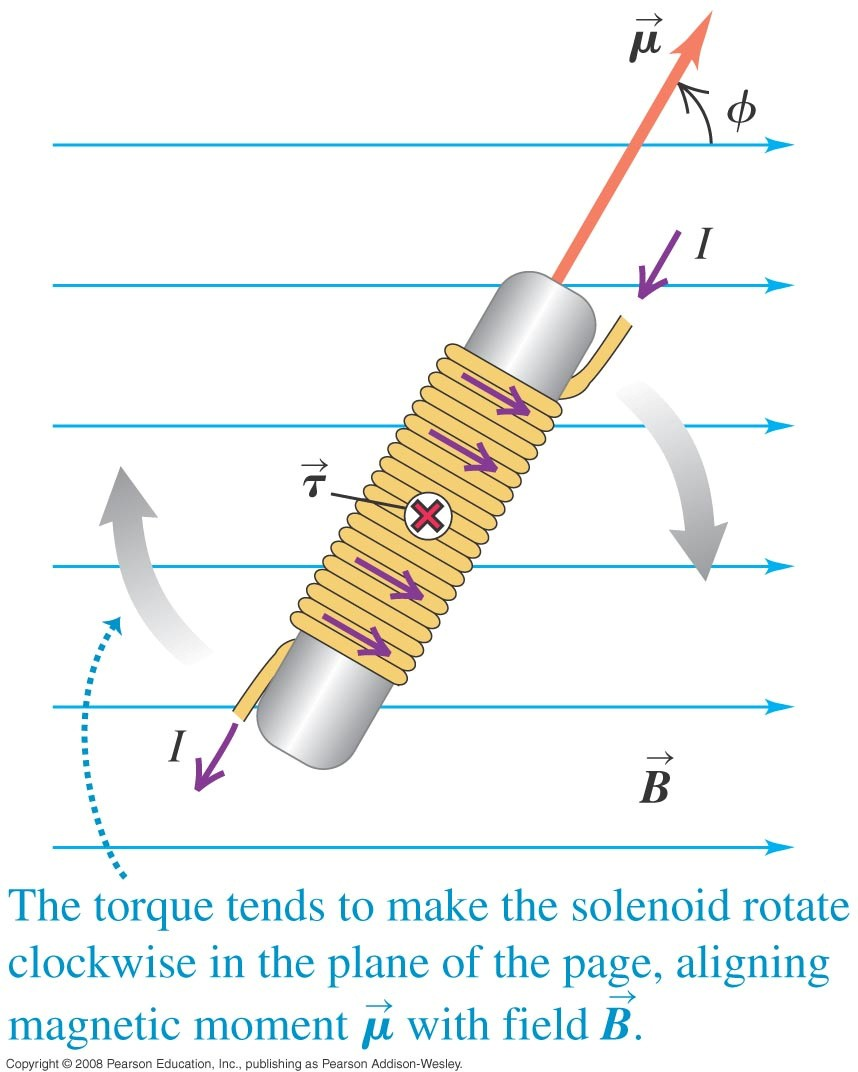 μ⃗
ϕ
I
τ⃗
I
B⃗
The torque tends to make the solenoid rotate
clockwise in the plane of the page, aligning
magnetic moment μ⃗ with field B⃗.
Copyright © 2008 Pearson Education, Inc., publishing as Pearson Addison-Wesley.